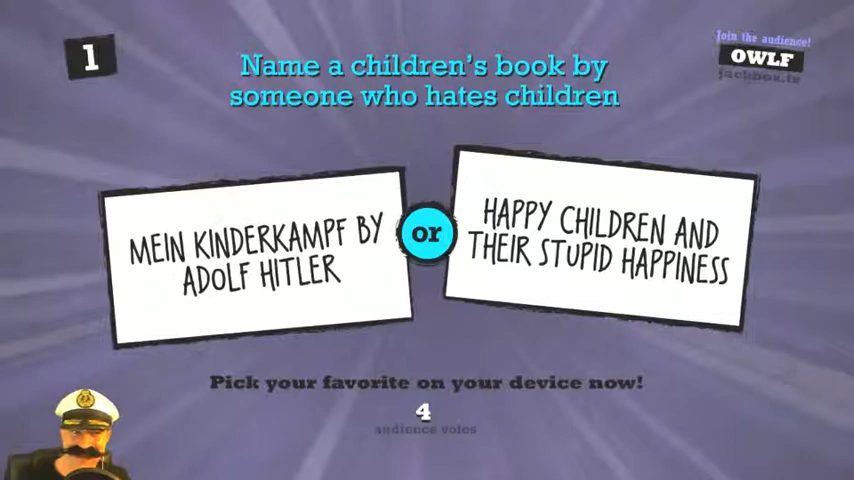 1
Join the audience!
OWLF
jackbox.tv
Name a children's book by
someone who hates children
MEIN KINDERKAMPF BY
ADOLF HITLER
or
HAPPY CHILDREN AND
THEIR STUPID HAPPINESS
Pick your favorite on your device now!
4
audience votes